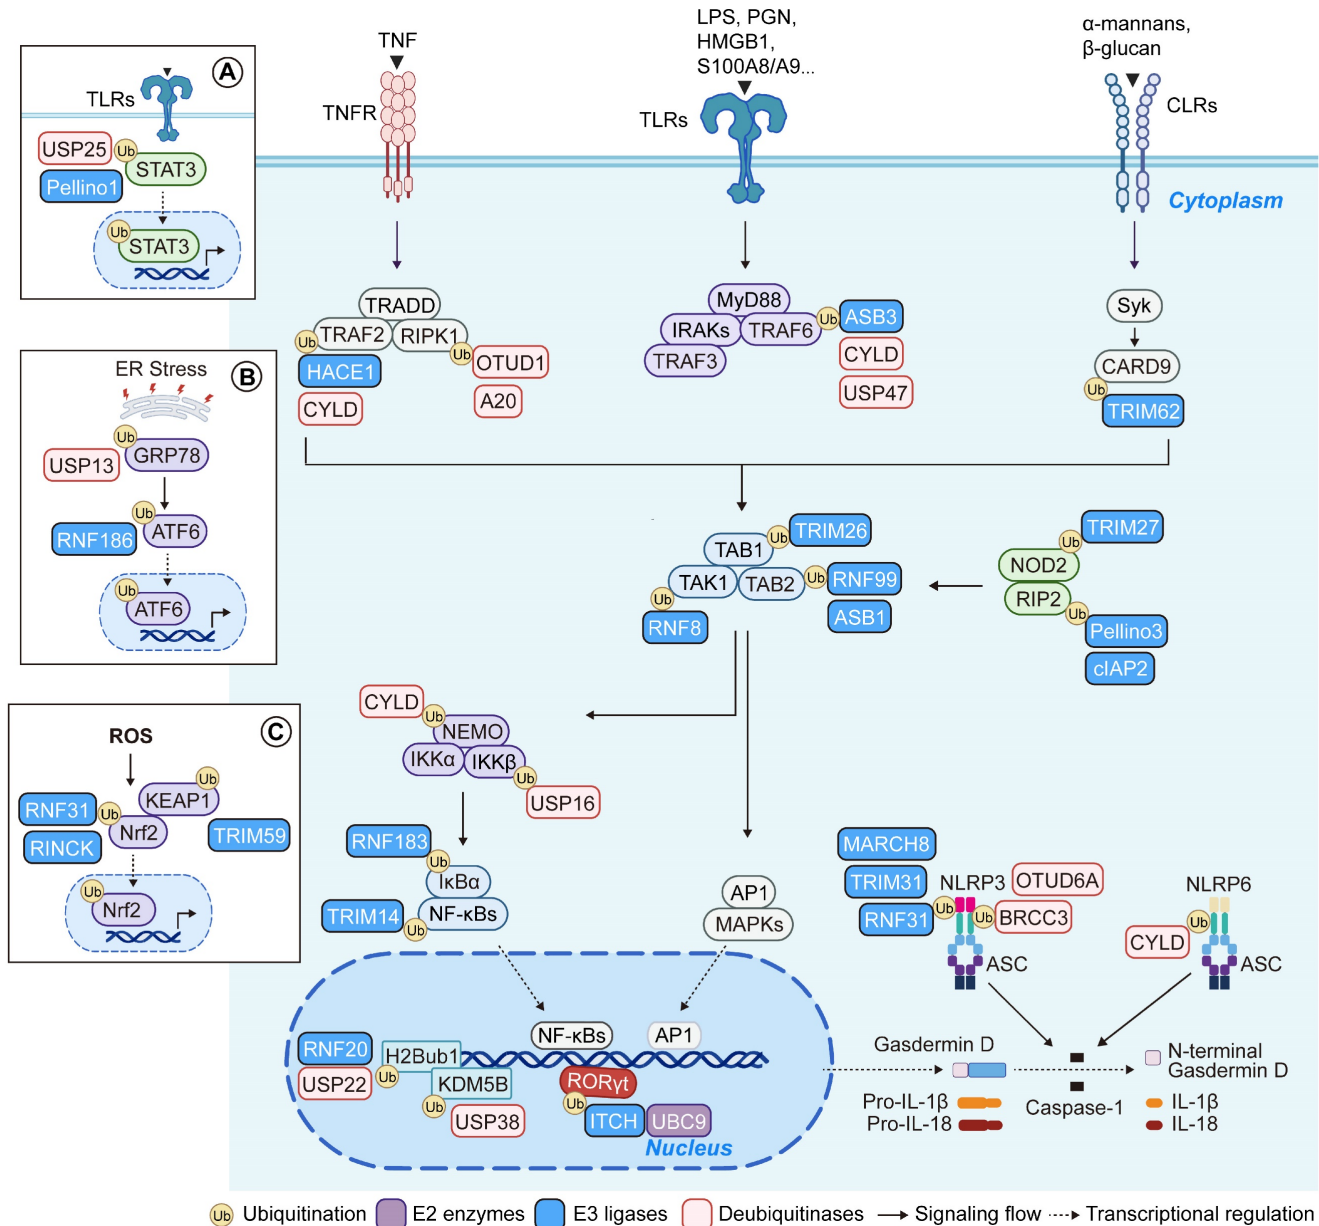 A
TLRs
USP25
Ub
STAT3
Pellino1
Ub
STAT3
B
ER Stress
Ub
USP13
GRP78
Ub
RNF186
ATF6
Ub
ATF6
C
ROS
Ub
KEAP1
RNF31
Ub
Nrf2
TRIM59
RINCK
Ub
Nrf2
TNF
TNFR
LPS, PGN,
HMGB1,
S100A8/A9...
TLRs
α-mannans,
β-glucan
CLRs
Cytoplasm
TRADD
TRAF2
RIPK1
Ub
Ub
HACE1
OTUD1
CYLD
A20
MyD88
IRAKs
TRAF6
TRAF3
Ub
ASB3
CYLD
USP47
Syk
CARD9
Ub
TRIM62
TAB1
Ub
TRIM26
TAK1
TAB2
Ub
RNF99
ASB1
Ub
RNF8
TRIM27
Ub
NOD2
RIP2
Ub
Pellino3
cIAP2
CYLD
Ub
NEMO
IKKα
IKKβ
Ub
USP16
RNF183
Ub
IκBα
TRIM14
NF-κBs
Ub
AP1
MAPKs
MARCH8
TRIM31
NLRP3
OTUD6A
RNF31
Ub
Ub
BRCC3
ASC
NLRP6
Ub
CYLD
ASC
NF-κBs
AP1
RNF20
H2Bub1
USP22
Ub
KDM5B
Ub
USP38
RORγt
Ub
ITCH
UBC9
Nucleus
Gasdermin D
Pro-IL-1β
Pro-IL-18
Caspase-1
N-terminal
Gasdermin D
IL-1β
IL-18
Ub Ubiquitination E2 enzymes E3 ligases Deubiquitinases Signaling flow Transcriptional regulation